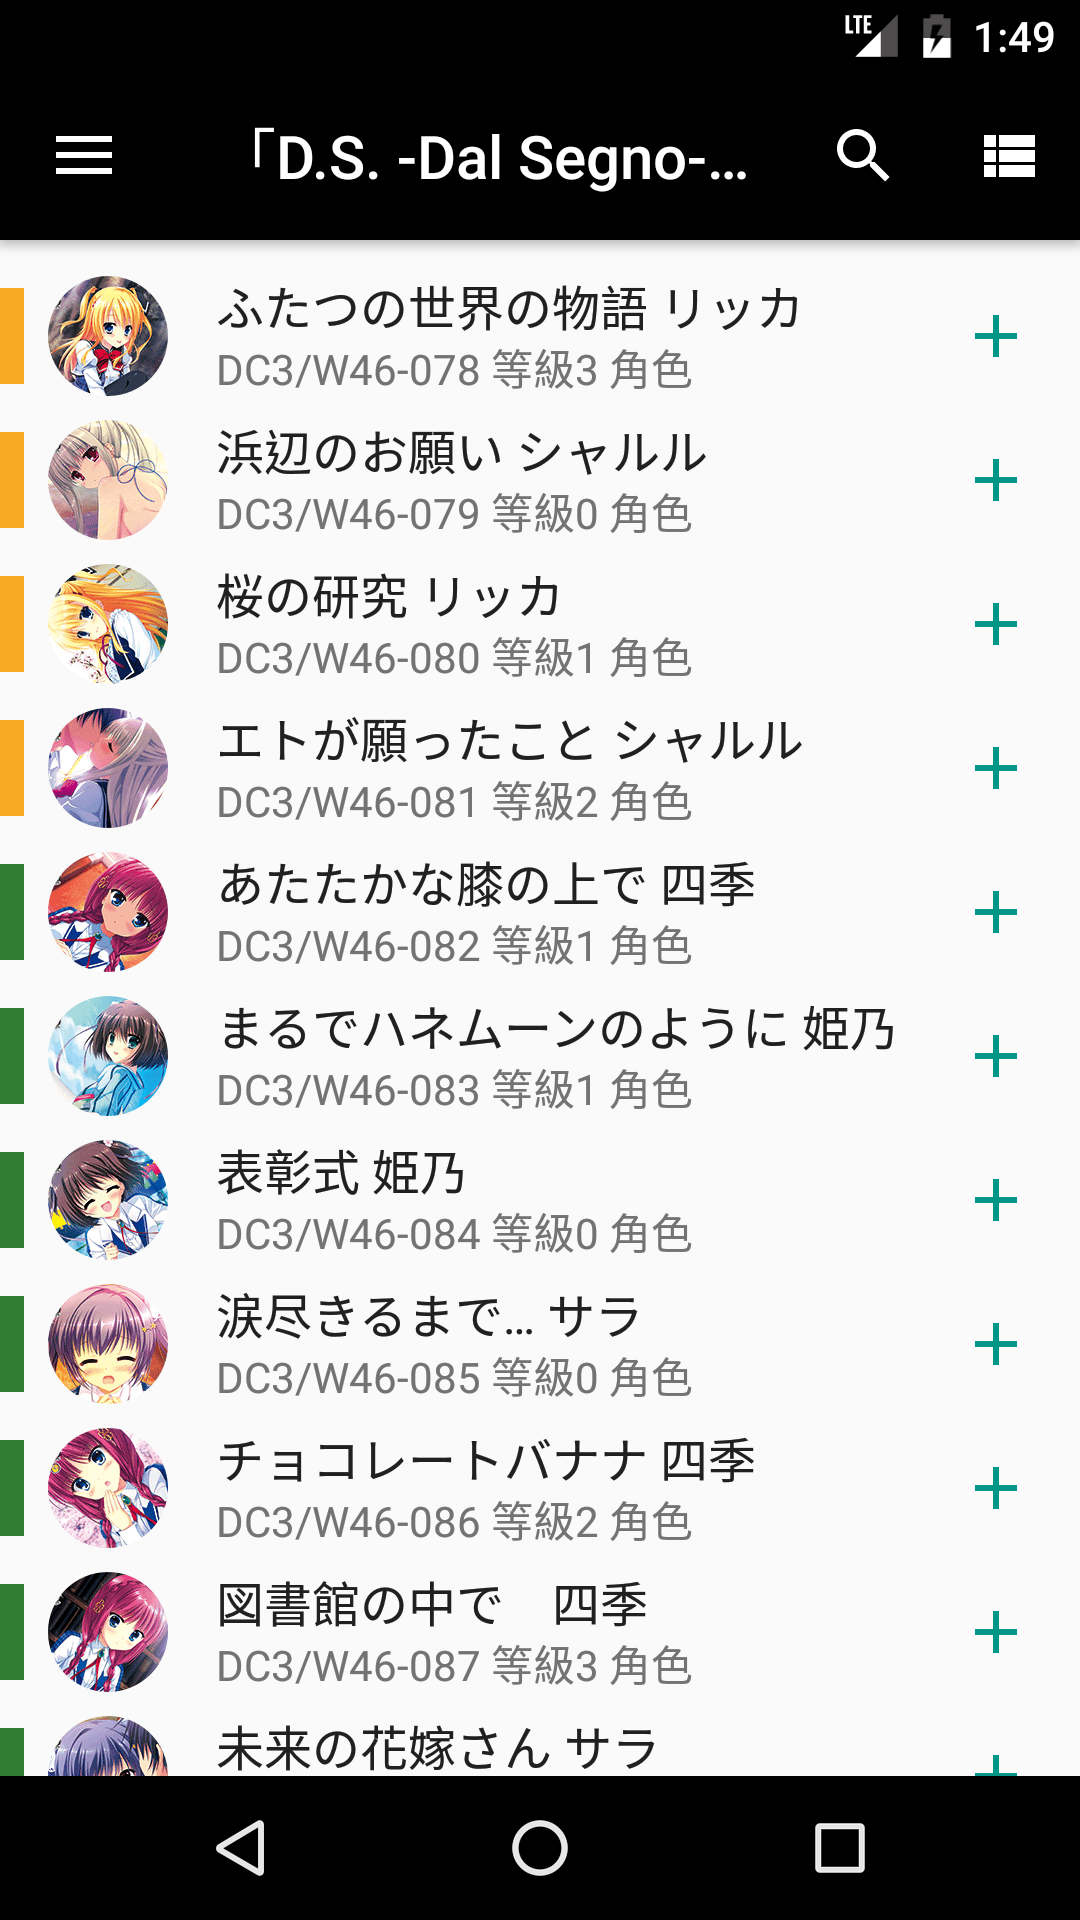 LTE 1:49
「D.S. -Dal Segno-...
ふたつの世界の物語 リッカ
DC3/W46-078 等級3 角色
浜辺のお願い シャルル
DC3/W46-079 等級0 角色
桜の研究 リッカ
DC3/W46-080 等級1 角色
エトが願ったこと シャルル
DC3/W46-081 等級2 角色
あたたかな膝の上で 四季
DC3/W46-082 等級1 角色
まるでハネムーンのように 姫乃
DC3/W46-083 等級1 角色
表彰式 姫乃
DC3/W46-084 等級0 角色
涙尽きるまで… サラ
DC3/W46-085 等級0 角色
チョコレートバナナ 四季
DC3/W46-086 等級2 角色
図書館の中で　四季
DC3/W46-087 等級3 角色
未来の花嫁さん サラ